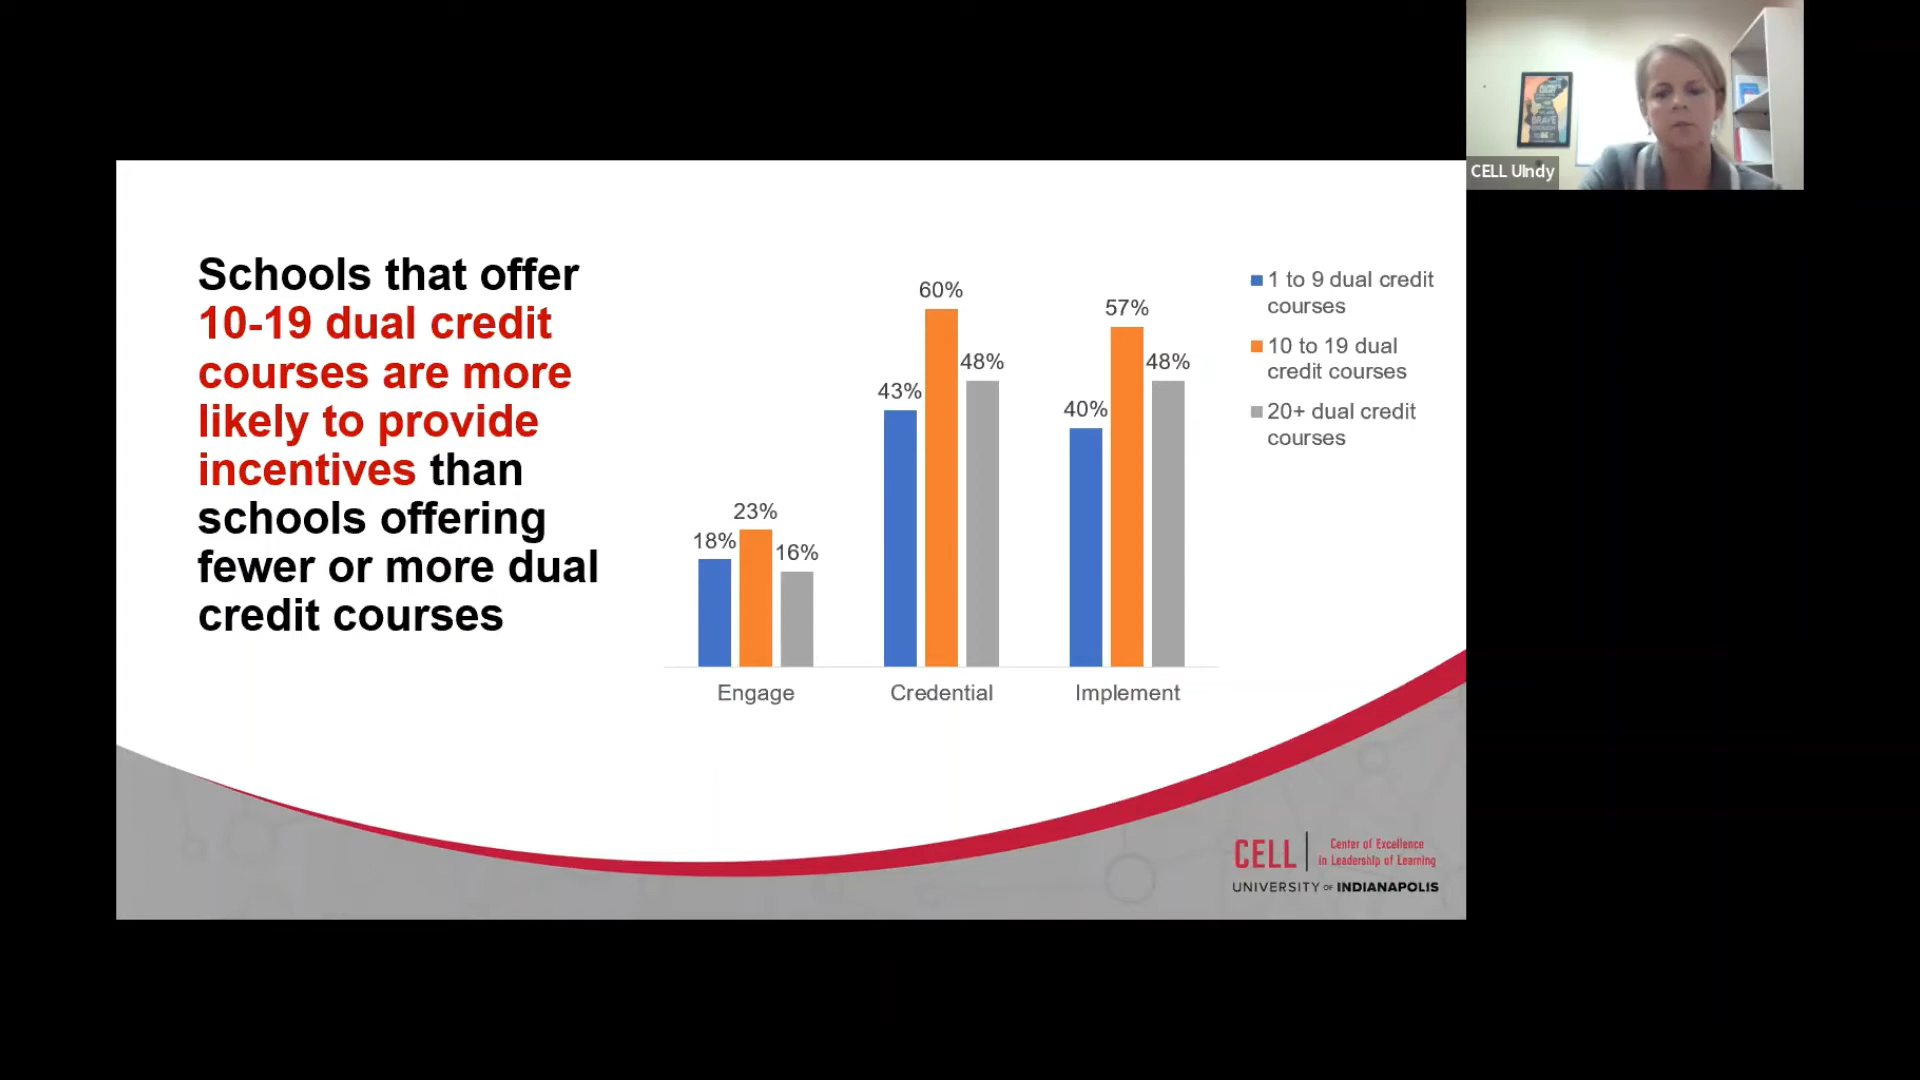 BRAVE
CELL UIndy
Schools that offer
10-19 dual credit
courses are more
likely to provide
incentives than
schools offering
fewer or more dual
credit courses
60%
57%
48%
48%
43%
40%
23%
18%
16%
Engage Credential Implement
1 to 9 dual credit
courses
10 to 19 dual
credit courses
20+ dual credit
courses
CELL
Center of Excellence
in Leadership of Learning
UNIVERSITY OF INDIANAPOLIS